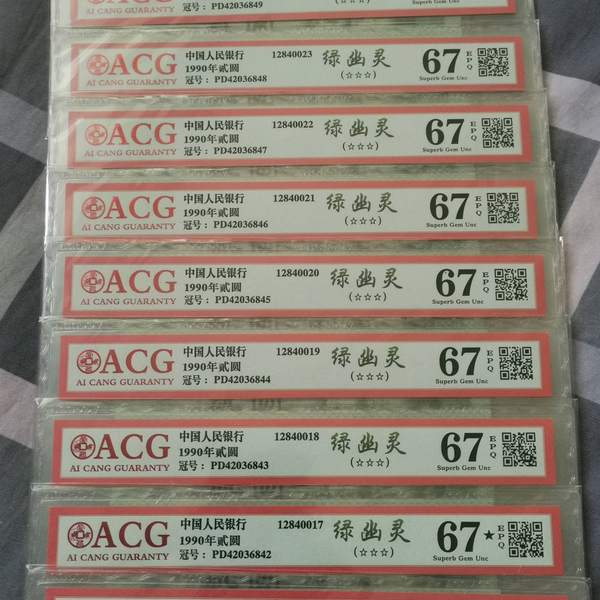 AI CANG GUARANTY
冠号： PD42036849
(☆☆☆)
Superb Gem Unc
ACG
AI CANG GUARANTY
中国人民银行 12840023
1990年贰圆
冠号： PD42036848
绿幽灵
(☆☆☆)
67 EPQ
Superb Gem Unc
ACG
AI CANG GUARANTY
中国人民银行 12840022
1990年贰圆
冠号： PD42036847
绿幽灵
(☆☆☆)
67 EPQ
Superb Gem Unc
ACG
AI CANG GUARANTY
中国人民银行 12840021
1990年贰圆
冠号： PD42036846
绿幽灵
(☆☆☆)
67 EPQ
Superb Gem Unc
ACG
AI CANG GUARANTY
中国人民银行 12840020
1990年贰圆
冠号： PD42036845
绿幽灵
(☆☆☆)
67 EPQ
Superb Gem Unc
ACG
AI CANG GUARANTY
中国人民银行 12840019
1990年贰圆
冠号： PD42036844
绿幽灵
(☆☆☆)
67 EPQ
Superb Gem Unc
ACG
AI CANG GUARANTY
中国人民银行 12840018
1990年贰圆
冠号： PD42036843
绿幽灵
(☆☆☆)
67 EPQ
Superb Gem Unc
ACG
AI CANG GUARANTY
中国人民银行 12840017
1990年贰圆
冠号： PD42036842
绿幽灵
(☆☆☆)
67★ EPQ
Superb Gem Unc